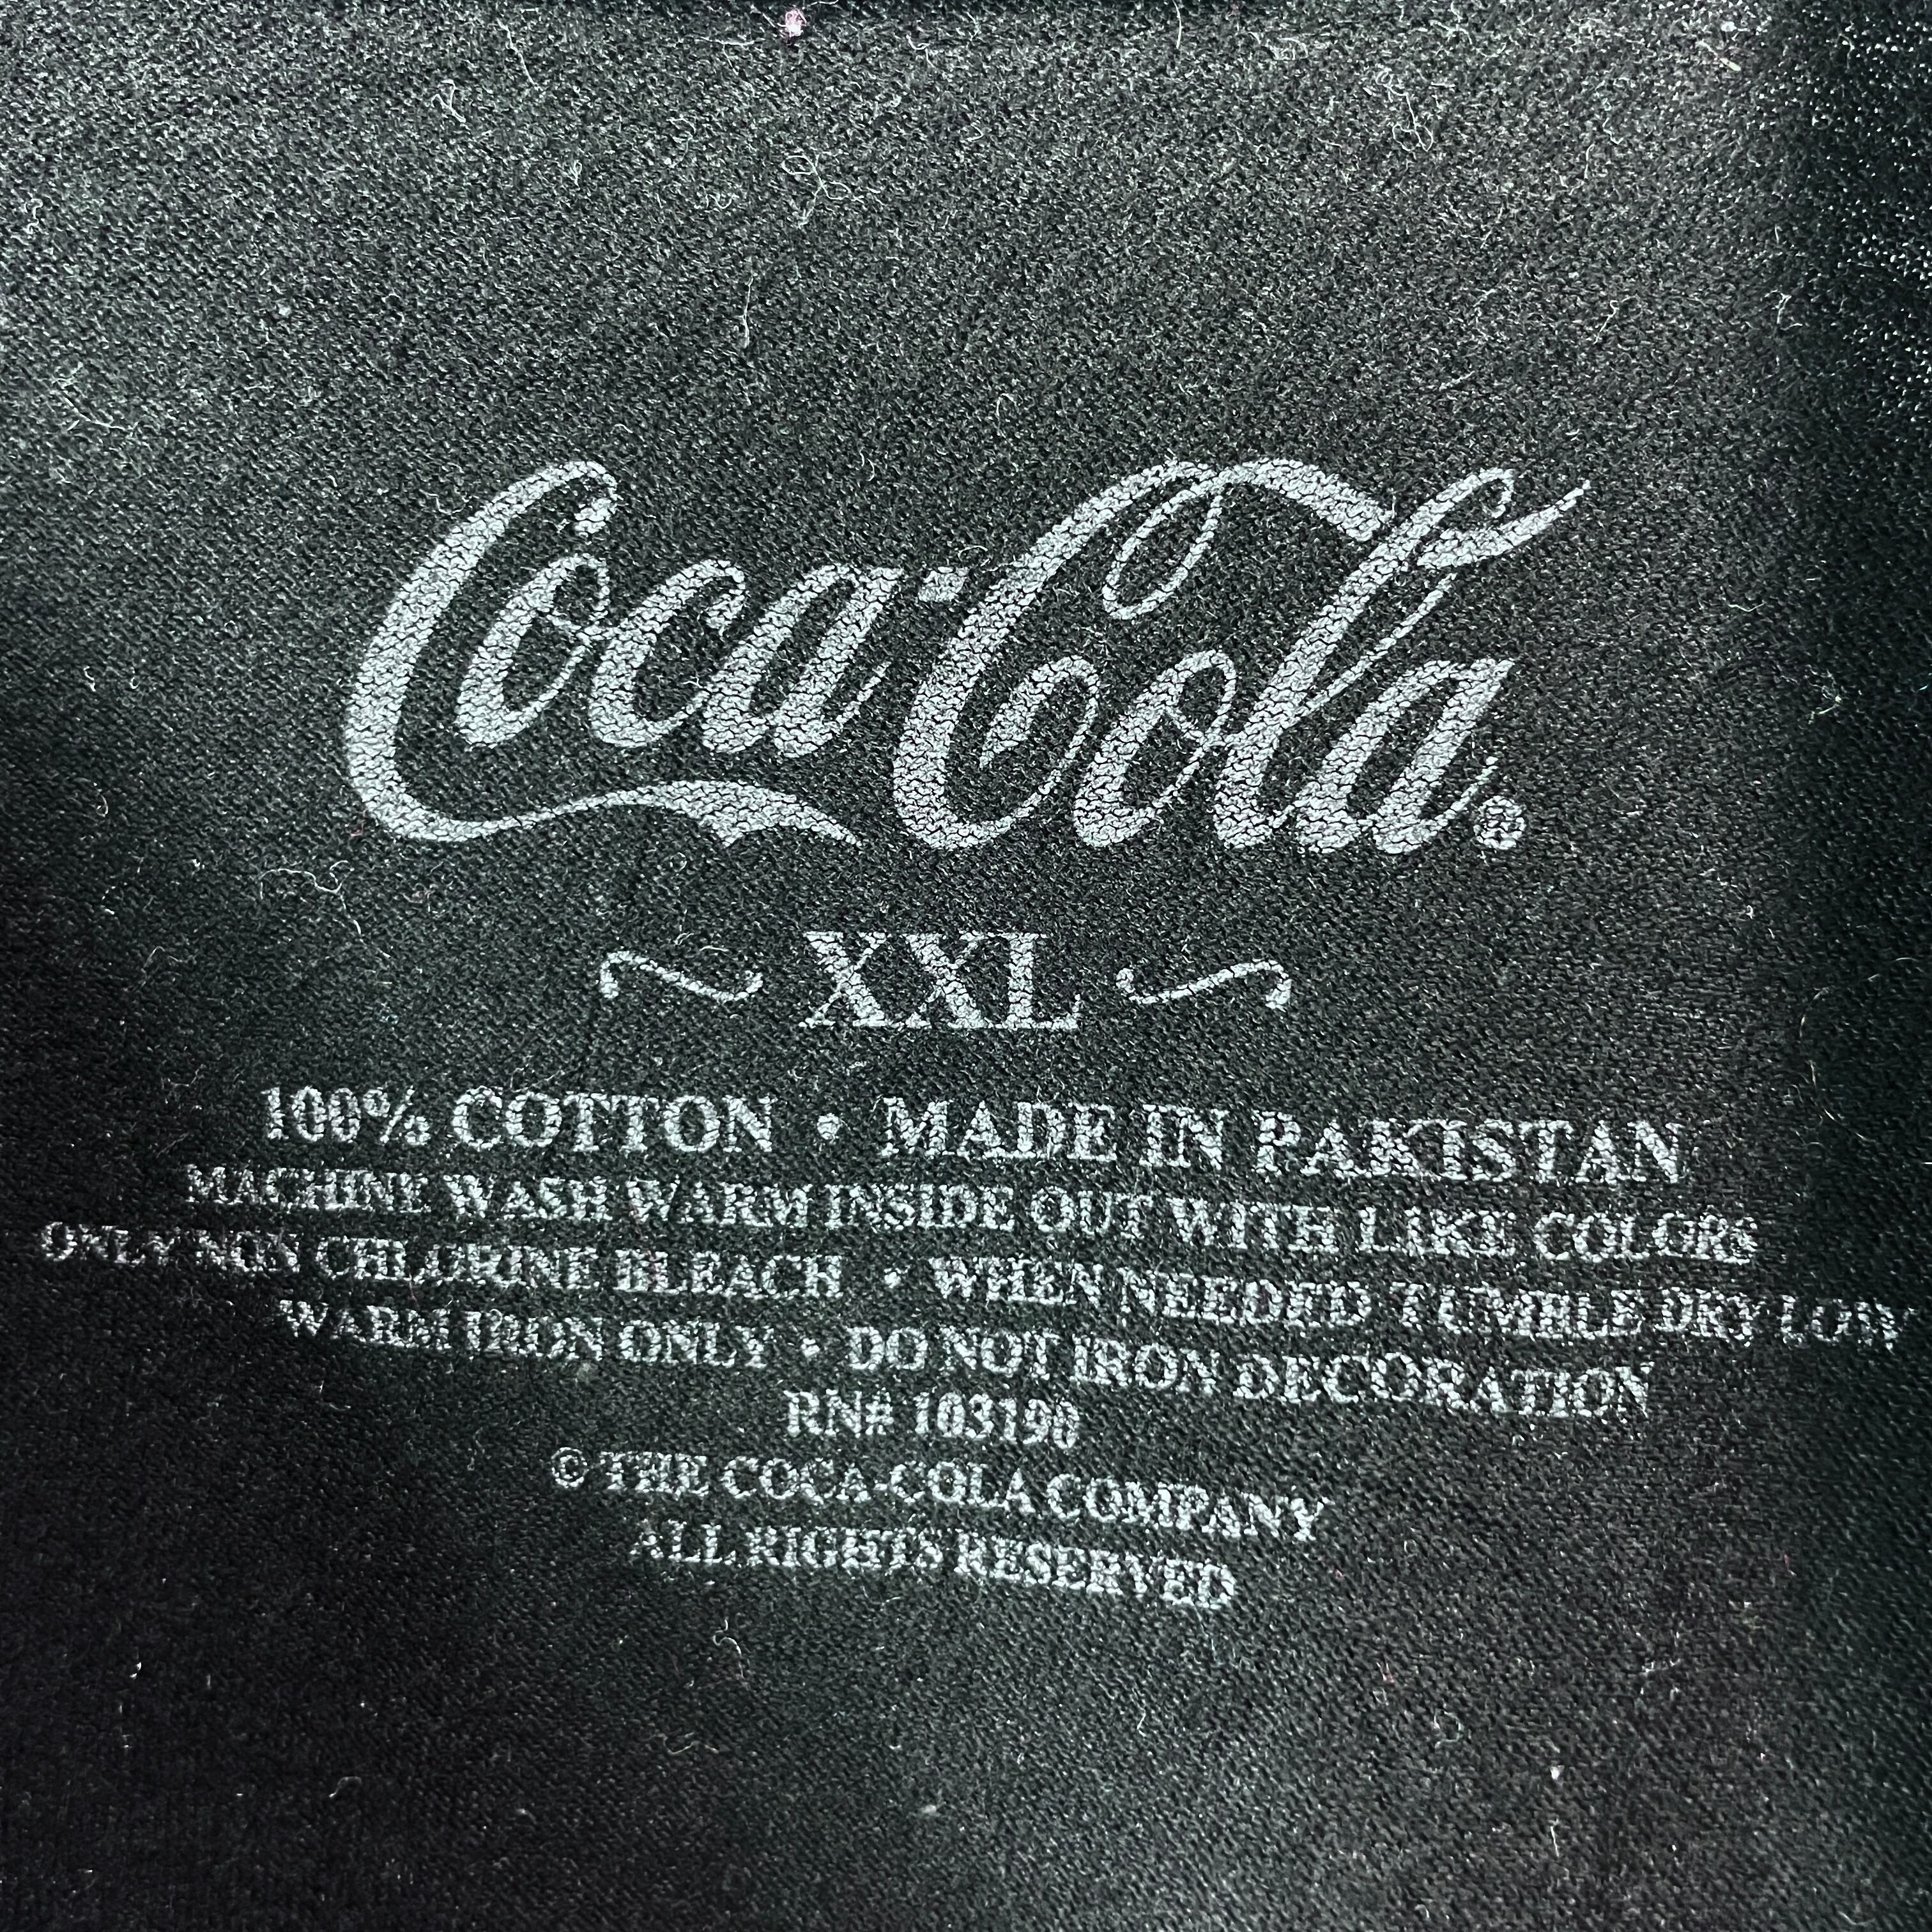 Coca-Cola®
XXL
100% COTTON • MADE IN PAKISTAN
MACHINE WASH WARM INSIDE OUT WITH LIKE COLORS
ONLY NON CHLORINE BLEACH • WHEN NEEDED TUMBLE DRY LOW
WARM IRON ONLY • DO NOT IRON DECORATION
RN# 103190
© THE COCA-COLA COMPANY
ALL RIGHTS RESERVED